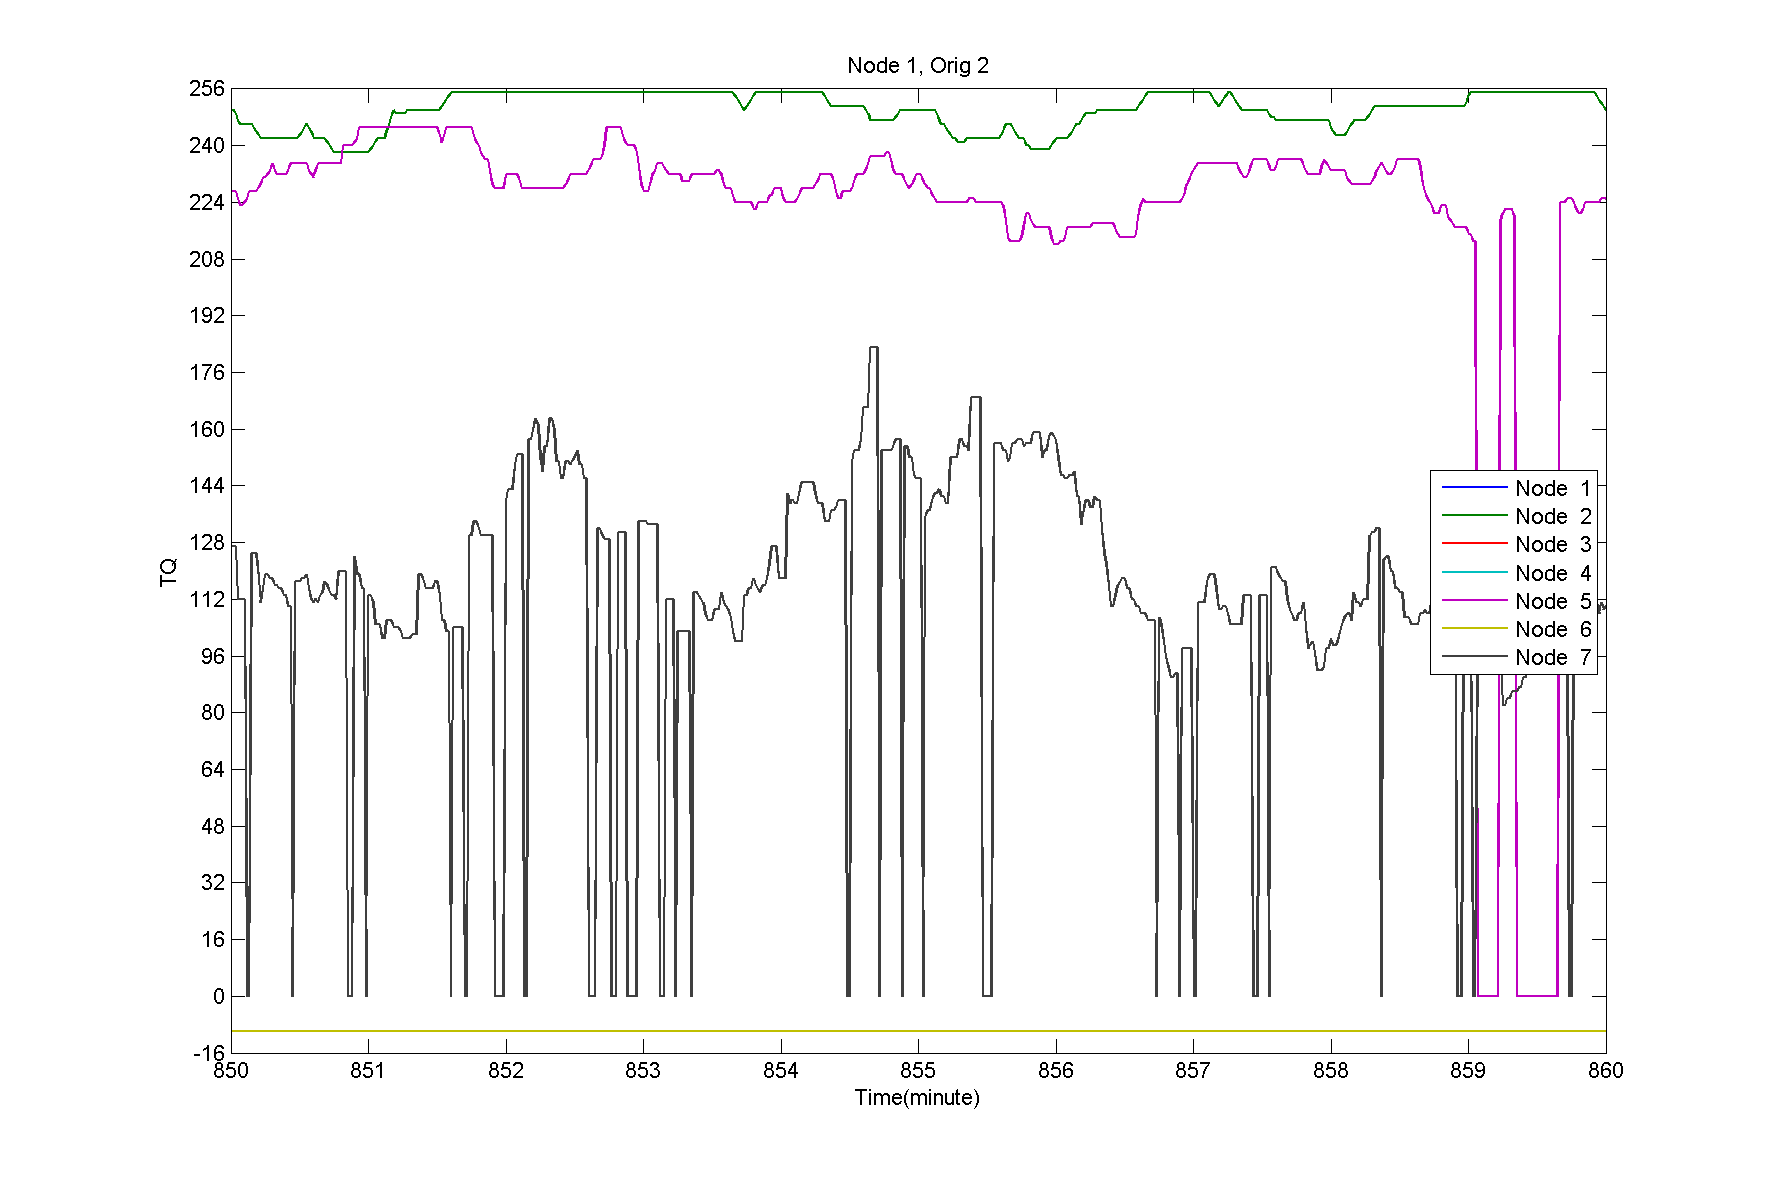 Node 1, Orig 2
256
240
224
208
192
176
160
144
128
112
96
80
64
48
32
16
0
-16
TQ
Node 1
Node 2
Node 3
Node 4
Node 5
Node 6
Node 7
850 851 852 853 854 855 856 857 858 859 860
Time(minute)